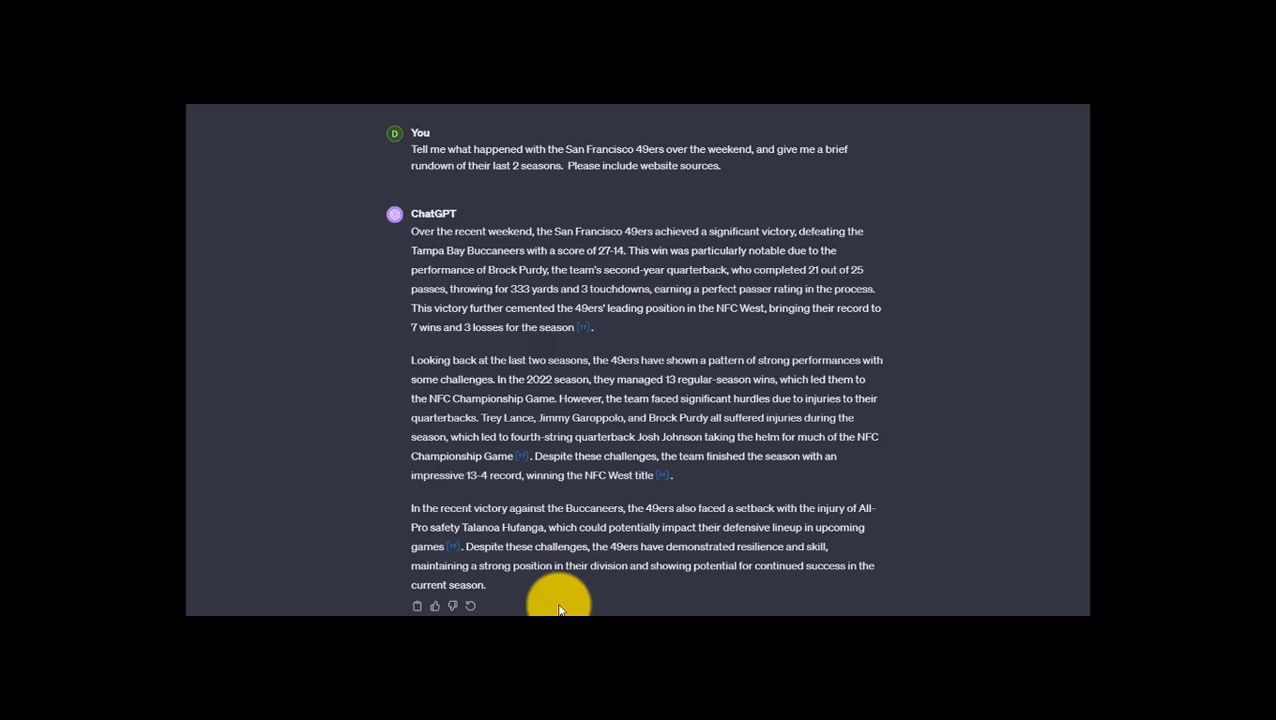 D
You
Tell me what happened with the San Francisco 49ers over the weekend, and give me a brief
rundown of their last 2 seasons.  Please include website sources.
ChatGPT
Over the recent weekend, the San Francisco 49ers achieved a significant victory, defeating the
Tampa Bay Buccaneers with a score of 27-14. This win was particularly notable due to the
performance of Brock Purdy, the team's second-year quarterback, who completed 21 out of 25
passes, throwing for 333 yards and 3 touchdowns, earning a perfect passer rating in the process.
This victory further cemented the 49ers' leading position in the NFC West, bringing their record to
7 wins and 3 losses for the season ["].
Looking back at the last two seasons, the 49ers have shown a pattern of strong performances with
some challenges. In the 2022 season, they managed 13 regular-season wins, which led them to
the NFC Championship Game. However, the team faced significant hurdles due to injuries to their
quarterbacks. Trey Lance, Jimmy Garoppolo, and Brock Purdy all suffered injuries during the
season, which led to fourth-string quarterback Josh Johnson taking the helm for much of the NFC
Championship Game ["]. Despite these challenges, the team finished the season with an
impressive 13-4 record, winning the NFC West title ["].
In the recent victory against the Buccaneers, the 49ers also faced a setback with the injury of All-
Pro safety Talanoa Hufanga, which could potentially impact their defensive lineup in upcoming
games ["]. Despite these challenges, the 49ers have demonstrated resilience and skill,
maintaining a strong position in their division and showing potential for continued success in the
current season.